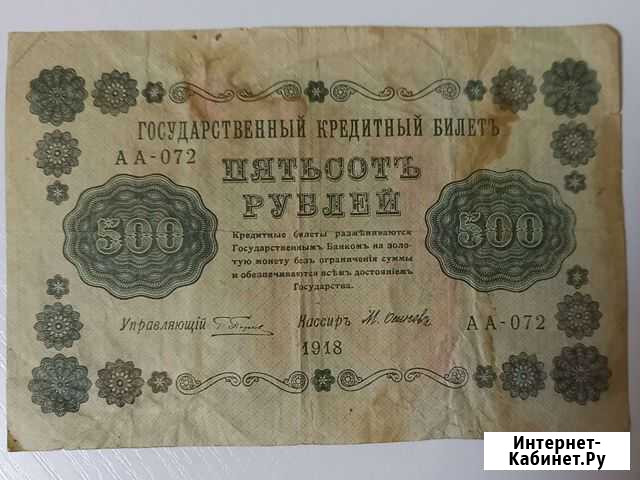 ГОСУДАРСТВЕННЫЙ КРЕДИТНЫЙ БИЛЕТЪ
АА-072
ПЯТЬСОТЪ
РУБЛЕЙ
500
500
Кредитные билеты размѣниваются
Государственнымъ Банкомъ на золо-
тую монету безъ ограниченія суммы
и обезпечиваются всѣмъ достояніемъ
Государства.
Управляющій
Кассиръ
АА-072
1918
Интернет-
Кабинет.Ру